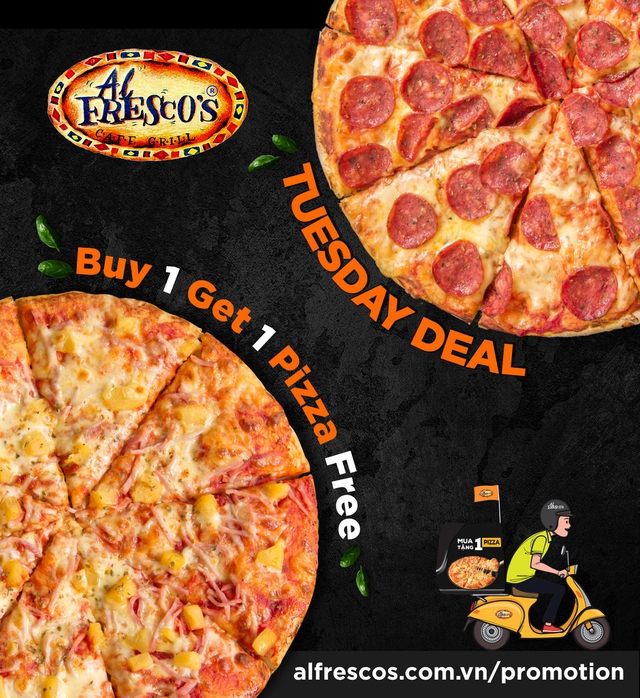 Al
FRESCO'S®
CAFE GRILL
TUESDAY DEAL
Buy 1 Get 1 Pizza Free
MUA
TẶNG 1 PIZZA
alfrescos.com.vn/promotion